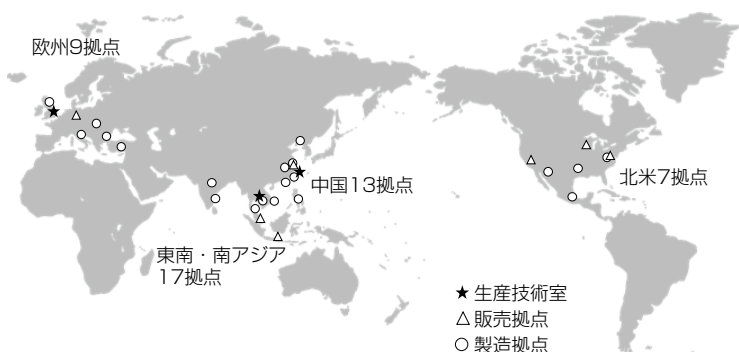 欧州9拠点
中国13拠点
北米7拠点
東南・南アジア
17拠点
★生産技術室
△販売拠点
○製造拠点